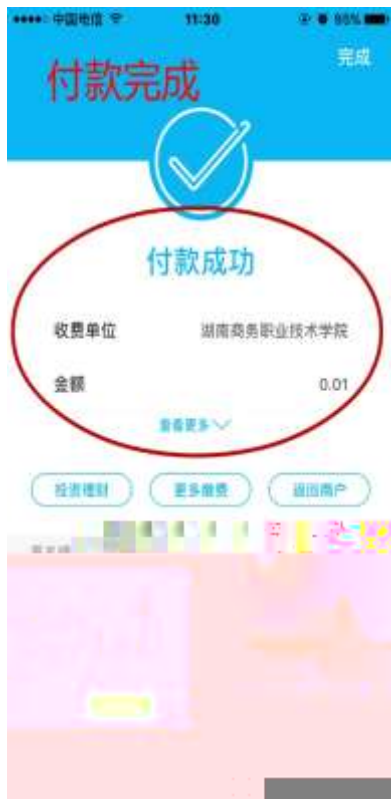 中国电信 11:30 95%
完成
付款完成
付款成功
收费单位 湖南商务职业技术学院
金额 0.01
查看更多
投资理财 更多缴费 返回商户